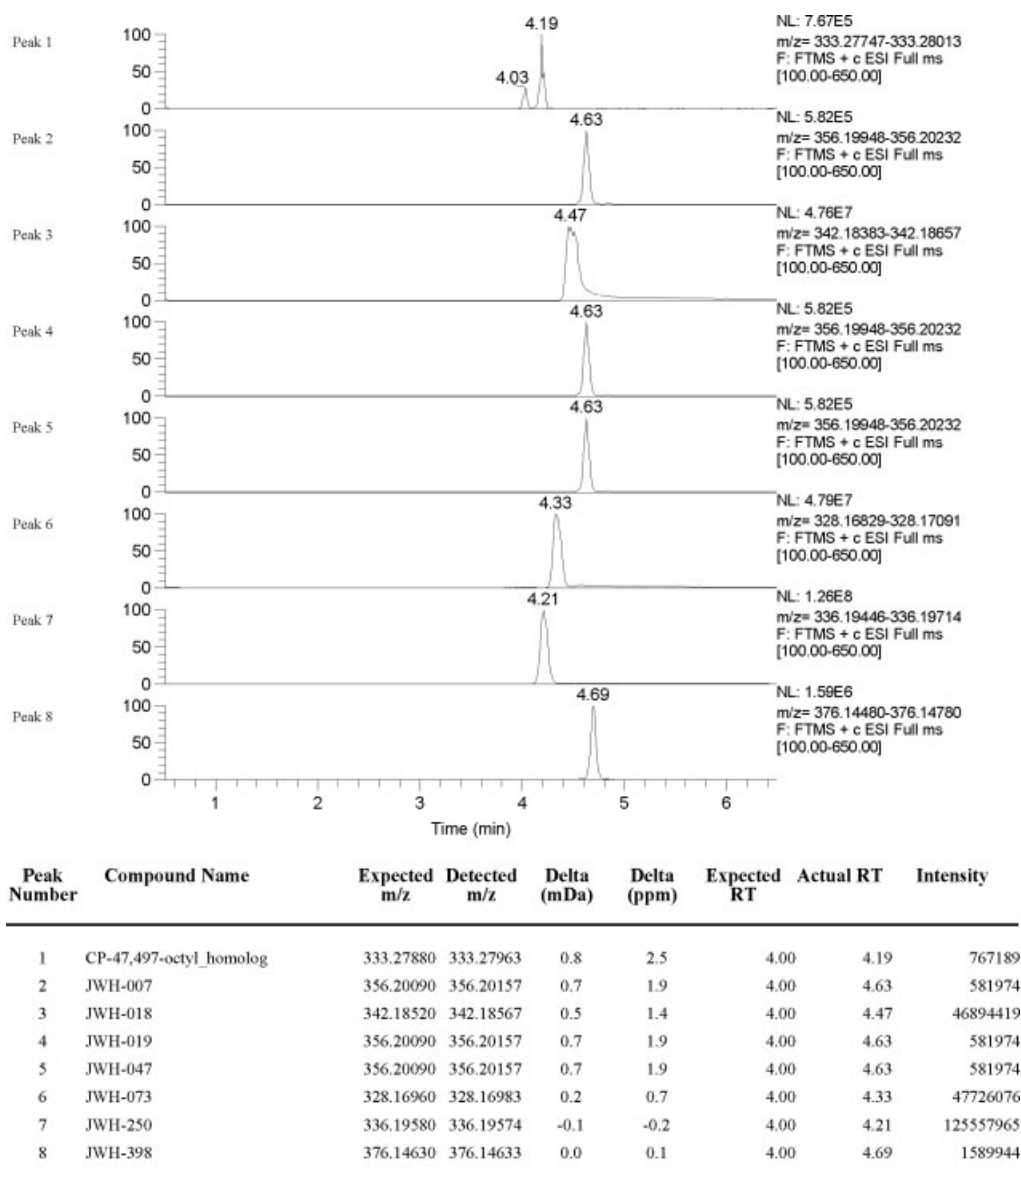 Peak 1
100
50
0
4.03
4.19
NL: 7.67E5
m/z= 333.27747-333.28013
F: FTMS + c ESI Full ms
[100.00-650.00]
Peak 2
100
50
0
4.63
NL: 5.82E5
m/z= 356.19948-356.20232
F: FTMS + c ESI Full ms
[100.00-650.00]
Peak 3
100
50
0
4.47
NL: 4.76E7
m/z= 342.18383-342.18657
F: FTMS + c ESI Full ms
[100.00-650.00]
Peak 4
100
50
0
4.63
NL: 5.82E5
m/z= 356.19948-356.20232
F: FTMS + c ESI Full ms
[100.00-650.00]
Peak 5
100
50
0
4.63
NL: 5.82E5
m/z= 356.19948-356.20232
F: FTMS + c ESI Full ms
[100.00-650.00]
Peak 6
100
50
0
4.33
NL: 4.79E7
m/z= 328.16829-328.17091
F: FTMS + c ESI Full ms
[100.00-650.00]
Peak 7
100
50
0
4.21
NL: 1.26E8
m/z= 336.19446-336.19714
F: FTMS + c ESI Full ms
[100.00-650.00]
Peak 8
100
50
0
4.69
NL: 1.59E6
m/z= 376.14480-376.14780
F: FTMS + c ESI Full ms
[100.00-650.00]
1 2 3 4 5 6
Time (min)
Peak Number Compound Name Expected m/z Detected m/z Delta (mDa) Delta (ppm) Expected RT Actual RT Intensity
1 CP-47,497-octyl_homolog 333.27880 333.27963 0.8 2.5 4.00 4.19 767189
2 JWH-007 356.20090 356.20157 0.7 1.9 4.00 4.63 581974
3 JWH-018 342.18520 342.18567 0.5 1.4 4.00 4.47 46894419
4 JWH-019 356.20090 356.20157 0.7 1.9 4.00 4.63 581974
5 JWH-047 356.20090 356.20157 0.7 1.9 4.00 4.63 581974
6 JWH-073 328.16960 328.16983 0.2 0.7 4.00 4.33 47726076
7 JWH-250 336.19580 336.19574 -0.1 -0.2 4.00 4.21 125557965
8 JWH-398 376.14630 376.14633 0.0 0.1 4.00 4.69 1589944